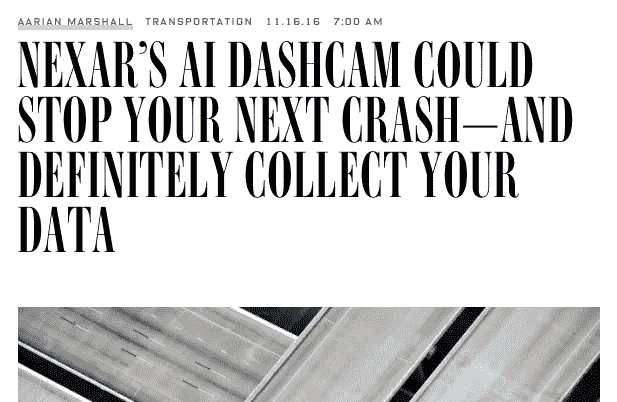 AARIAN MARSHALL TRANSPORTATION 11.16.16 7:00 AM
NEXAR'S AI DASHCAM COULD
STOP YOUR NEXT CRASH—AND
DEFINITELY COLLECT YOUR
DATA